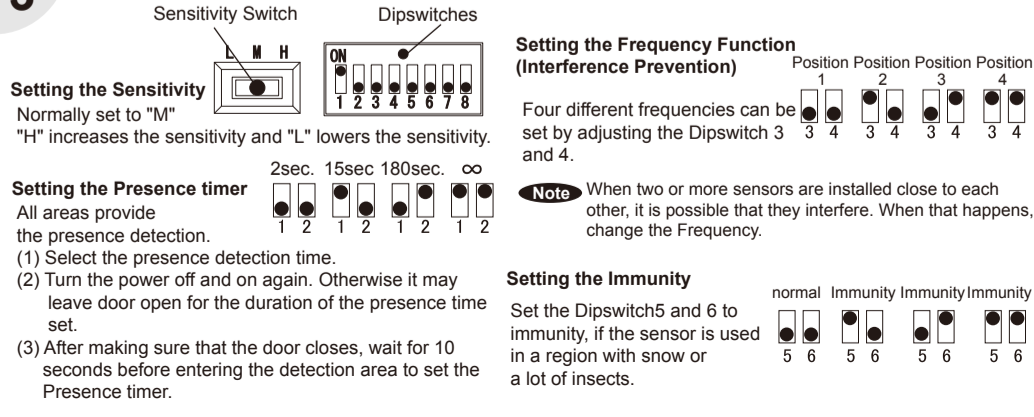 Sensitivity Switch
Dipswitches
L M H
ON
1 2 3 4 5 6 7 8
Setting the Sensitivity
Normally set to "M"
"H" increases the sensitivity and "L" lowers the sensitivity.
Setting the Presence timer
2sec. 15sec 180sec. ∞
1 2 1 2 1 2 1 2
All areas provide
the presence detection.
(1) Select the presence detection time.
(2) Turn the power off and on again. Otherwise it may
leave door open for the duration of the presence time
set.
(3) After making sure that the door closes, wait for 10
seconds before entering the detection area to set the
Presence timer.
Setting the Frequency Function
(Interference Prevention)
Position Position Position Position
1 2 3 4
3 4 3 4 3 4 3 4
Four different frequencies can be
set by adjusting the Dipswitch 3
and 4.
Note When two or more sensors are installed close to each
other, it is possible that they interfere. When that happens,
change the Frequency.
Setting the Immunity
normal Immunity Immunity Immunity
5 6 5 6 5 6 5 6
Set the Dipswitch5 and 6 to
immunity, if the sensor is used
in a region with snow or
a lot of insects.